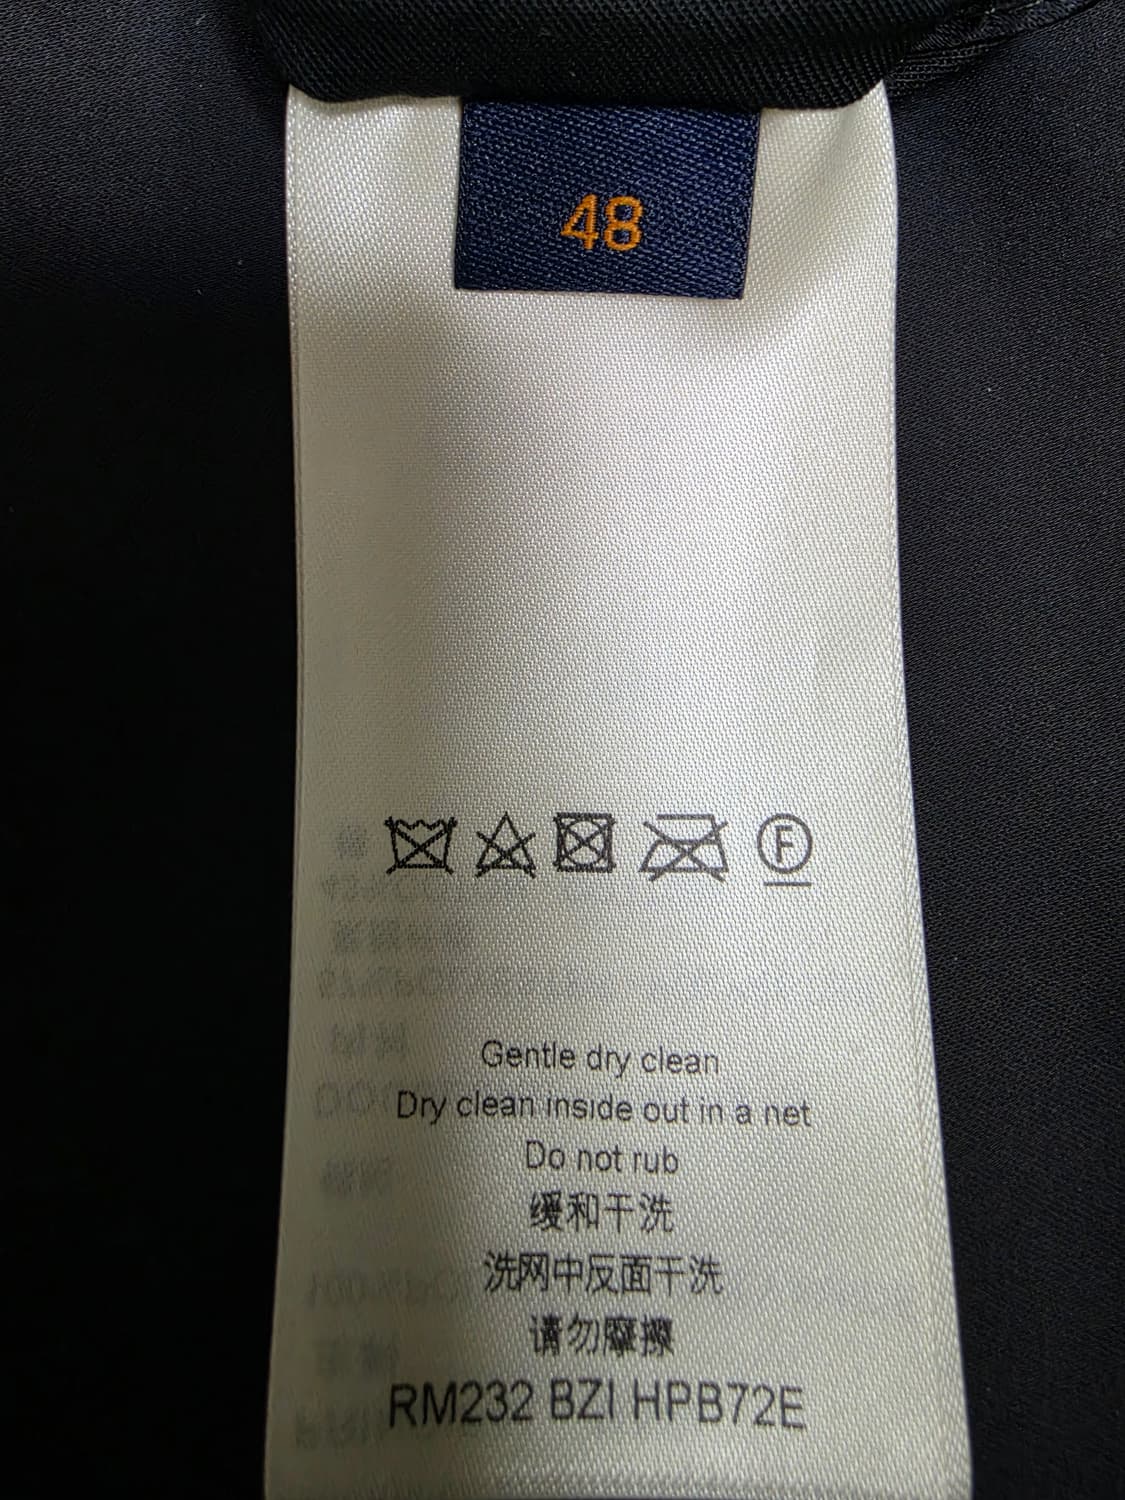 48
F
Gentle dry clean
Dry clean inside out in a net
Do not rub
缓和干洗
洗网中反面干洗
请勿摩擦
RM232 BZI HPB72E